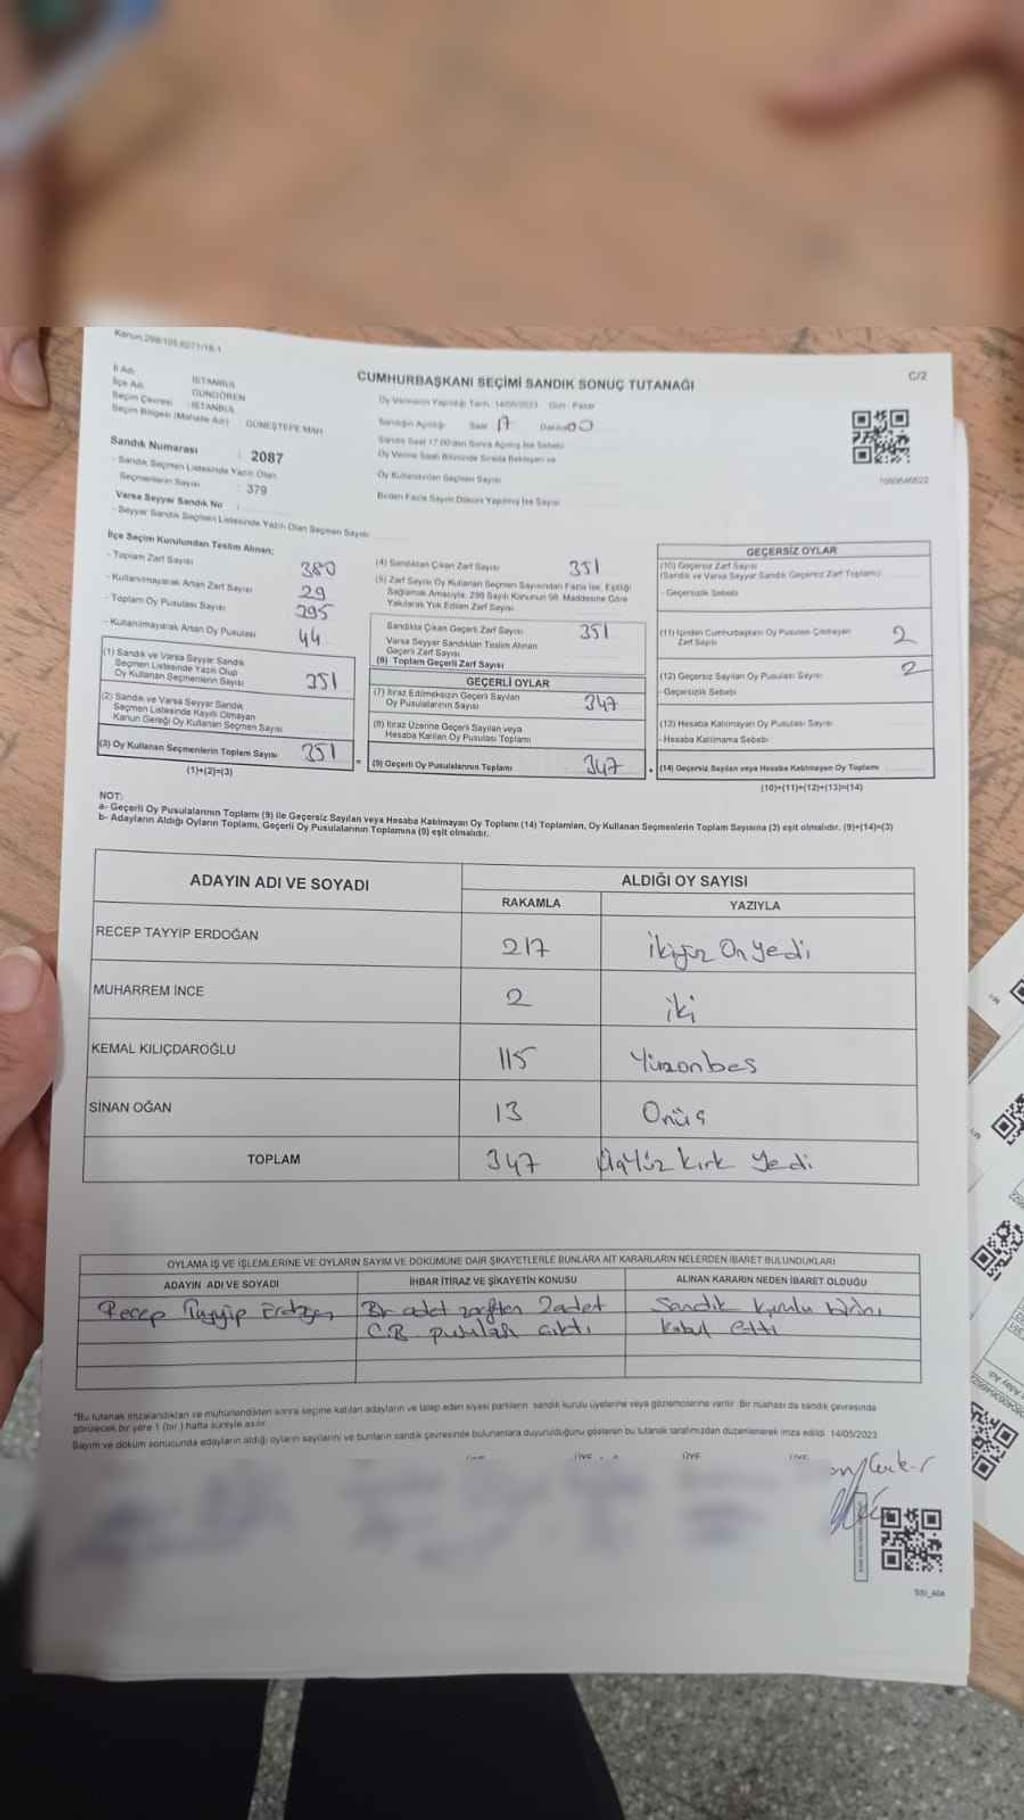 Kanun:298/105,6271/18-1
C/2
CUMHURBAŞKANI SEÇİMİ SANDIK SONUÇ TUTANAĞI
İl Adı : İSTANBUL
İlçe Adı : GÜNGÖREN
Seçim Çevresi : İSTANBUL
Seçim Bölgesi (Mahalle Adı) : GÜNEŞTEPE MAH
Oy Vermenin Yapıldığı Tarih: 14/05/2023 Gün: Pazar
Sandığın Açıldığı Saat 17 Dakika 00
Oy Kullandırılan Seçmen Sayısı
Birden Fazla Sayım Döküm Yapılmış İse Sayısı
Sandık Numarası : 2087
- Sandık Seçmen Listesinde Yazılı Olan
Seçmenlerin Sayısı : 379
Varsa Seyyar Sandık No :
- Seyyar Sandık Seçmen Listesinde Yazılı Olan Seçmen Sayısı
İlçe Seçim Kurulundan Teslim Alınan;
- Toplam Zarf Sayısı 380
- Kullanılmayarak Artan Zarf Sayısı 29
- Toplam Oy Pusulası Sayısı 395
- Kullanılmayarak Artan Oy Pusulası 44
(1) Sandık ve Varsa Seyyar Sandık
Seçmen Listesinde Yazılı Olup
Oy Kullanan Seçmenlerin Sayısı 351
(2) Sandık ve Varsa Seyyar Sandık
Seçmen Listesinde Kayıtlı Olmayan
Kanun Gereği Oy Kullanan Seçmen Sayısı
(3) Oy Kullanan Seçmenlerin Toplam Sayısı 351
(1)+(2)=(3)
(4) Sandıktan Çıkan Zarf Sayısı 351
(5) Zarf Sayısı Oy Kullanan Seçmen Sayısından Fazla İse, Eşitliği
Sağlamak Amacıyla, 298 Sayılı Kanunun 98. Maddesine Göre
Yakılarak Yok Edilen Zarf Sayısı
Sandıkta Çıkan Geçerli Zarf Sayısı 351
Varsa Seyyar Sandıktan Teslim Alınan
Geçerli Zarf Sayısı
(6) Toplam Geçerli Zarf Sayısı
GEÇERLİ OYLAR
(7) İtiraz Edilmeksizin Geçerli Sayılan
Oy Pusulalarının Sayısı 347
(8) İtiraz Üzerine Geçerli Sayılan veya
Hesaba Katılan Oy Pusulası Toplamı
(9) Geçerli Oy Pusulalarının Toplamı 347
GEÇERSİZ OYLAR
(10) Geçersiz Zarf Sayısı
(Sandık ve Varsa Seyyar Sandık Geçersiz Zarf Toplamı)
- Geçersizlik Sebebi
(11) İçinden Cumhurbaşkanı Oy Pusulası Çıkmayan
Zarf Sayısı 2
(12) Geçersiz Sayılan Oy Pusulası Sayısı 2
- Geçersizlik Sebebi
(13) Hesaba Katılmayan Oy Pusulası Sayısı
- Hesaba Katılmama Sebebi
(14) Geçersiz Sayılan veya Hesaba Katılmayan Oy Toplamı
(10)+(11)+(12)+(13)=(14)
NOT:
a- Geçerli Oy Pusulalarının Toplamı (9) ile Geçersiz Sayılan veya Hesaba Katılmayan Oy Toplamı (14) Toplamları, Oy Kullanan Seçmenlerin Toplam Sayısına (3) eşit olmalıdır. (9)+(14)=(3)
b- Adayların Aldığı Oyların Toplamı, Geçerli Oy Pusulalarının Toplamına (9) eşit olmalıdır.
ADAYIN ADI VE SOYADI ALDIĞI OY SAYISI
RAKAMLA YAZIYLA
RECEP TAYYİP ERDOĞAN 217 ikiyüz On yedi
MUHARREM İNCE 2 iki
KEMAL KILIÇDAROĞLU 115 Yüzonbes
SİNAN OĞAN 13 Onüç
TOPLAM 347 Üçyüz kırk Yedi
OYLAMA İŞ VE İŞLEMLERİNE VE OYLARIN SAYIM VE DÖKÜMÜNE DAİR ŞİKAYETLERLE BUNLARA AİT KARARLARIN NELERDEN İBARET BULUNDUKLARI
ADAYIN ADI VE SOYADI İHBAR İTİRAZ VE ŞİKAYETİN KONUSU ALINAN KARARIN NEDEN İBARET OLDUĞU
Recep Tayyip Erdoğan Bir adet zarftan 2 adet Sandık kurulu birini
C.B pusulası çıktı kabul etti
*Bu tutanak imzalandıktan ve mühürlendikten sonra seçime katılan adayların ve talep eden siyasi partilerin sandık kurulu üyelerine veya gözlemcilerine verilir. Bir nüshası da sandık çevresinde
görülecek bir yere 1 (bir) hafta süreyle asılır.
Sayım ve döküm sonucunda adayların aldığı oyların sayılarını ve bunların sandık çevresinde bulunanlara duyurulduğunu gösteren bu tutanak tarafımızdan düzenlenerek imza edildi. 14/05/2023
ÜYE ÜYE